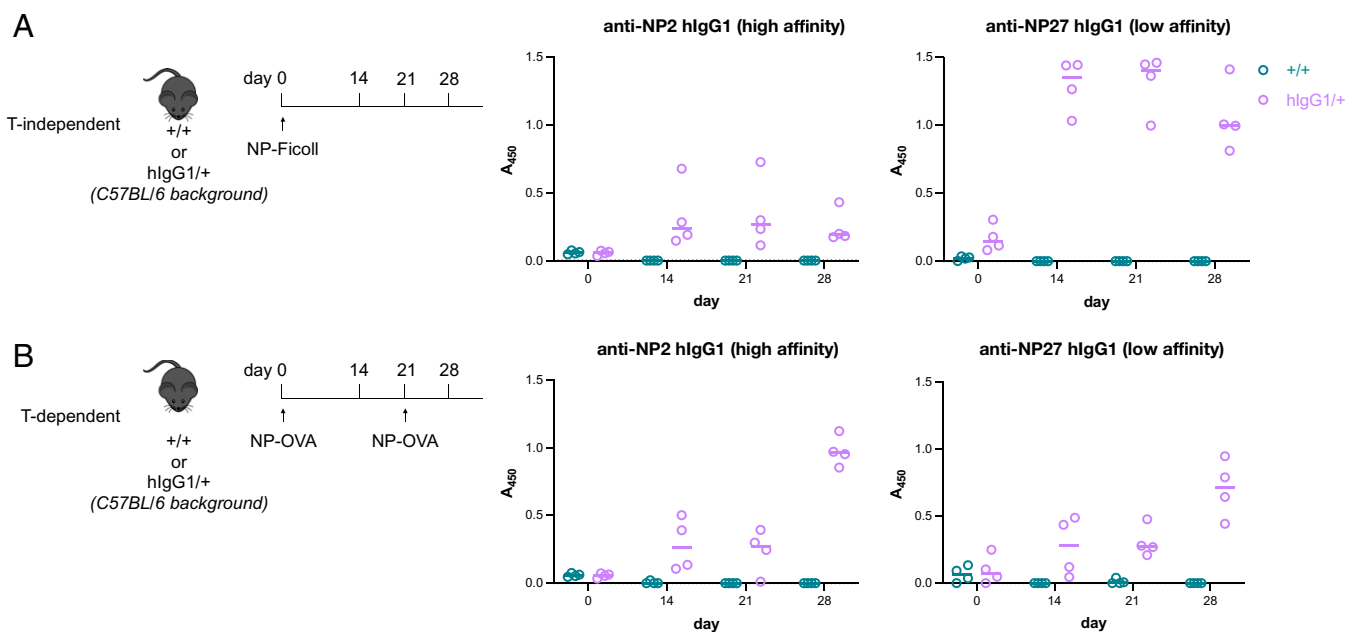 A
T-independent
+/+
or
hIgG1/+
(C57BL/6 background)
day 0 14 21 28
NP-Ficoll
anti-NP2 hIgG1 (high affinity)
A450
1.5
1.0
0.5
0.0
0 14 21 28
day
anti-NP27 hIgG1 (low affinity)
A450
1.5
1.0
0.5
0.0
0 14 21 28
day
+/+
hIgG1/+
B
T-dependent
+/+
or
hIgG1/+
(C57BL/6 background)
day 0 14 21 28
NP-OVA NP-OVA
anti-NP2 hIgG1 (high affinity)
A450
1.5
1.0
0.5
0.0
0 14 21 28
day
anti-NP27 hIgG1 (low affinity)
A450
1.5
1.0
0.5
0.0
0 14 21 28
day